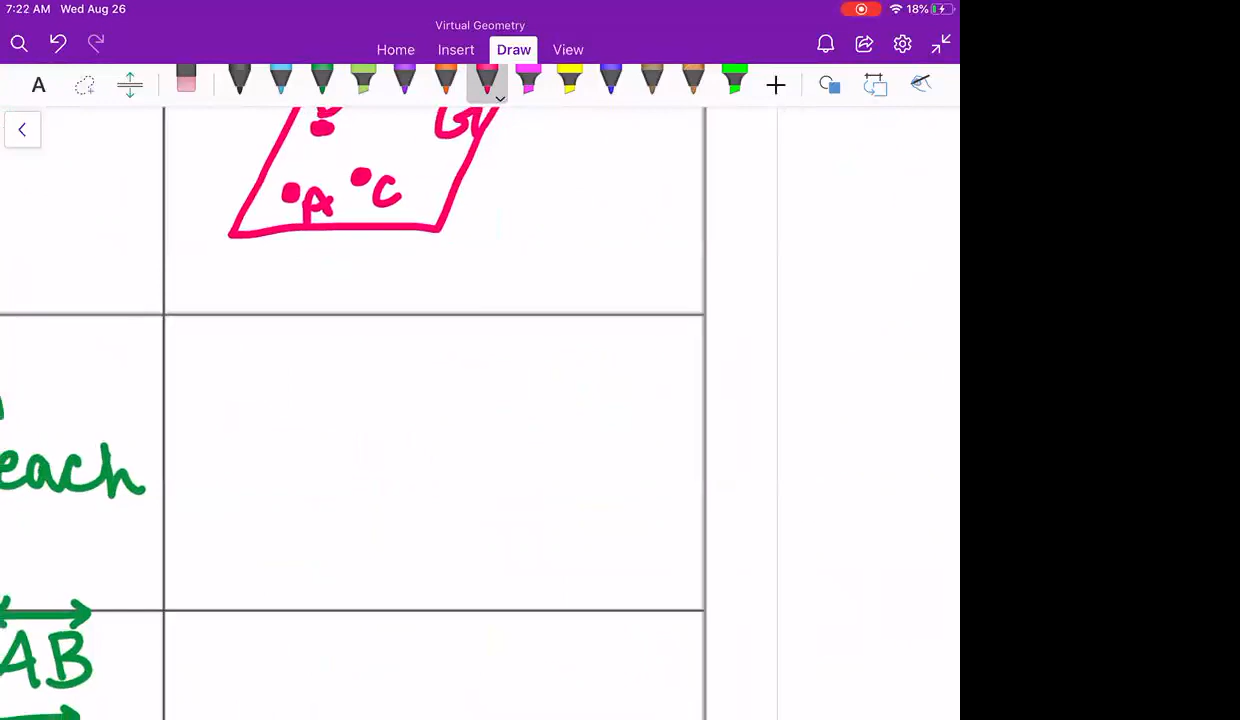 7:22 AM Wed Aug 26
18%
Virtual Geometry
Home Insert Draw View
A
A C
each
AB